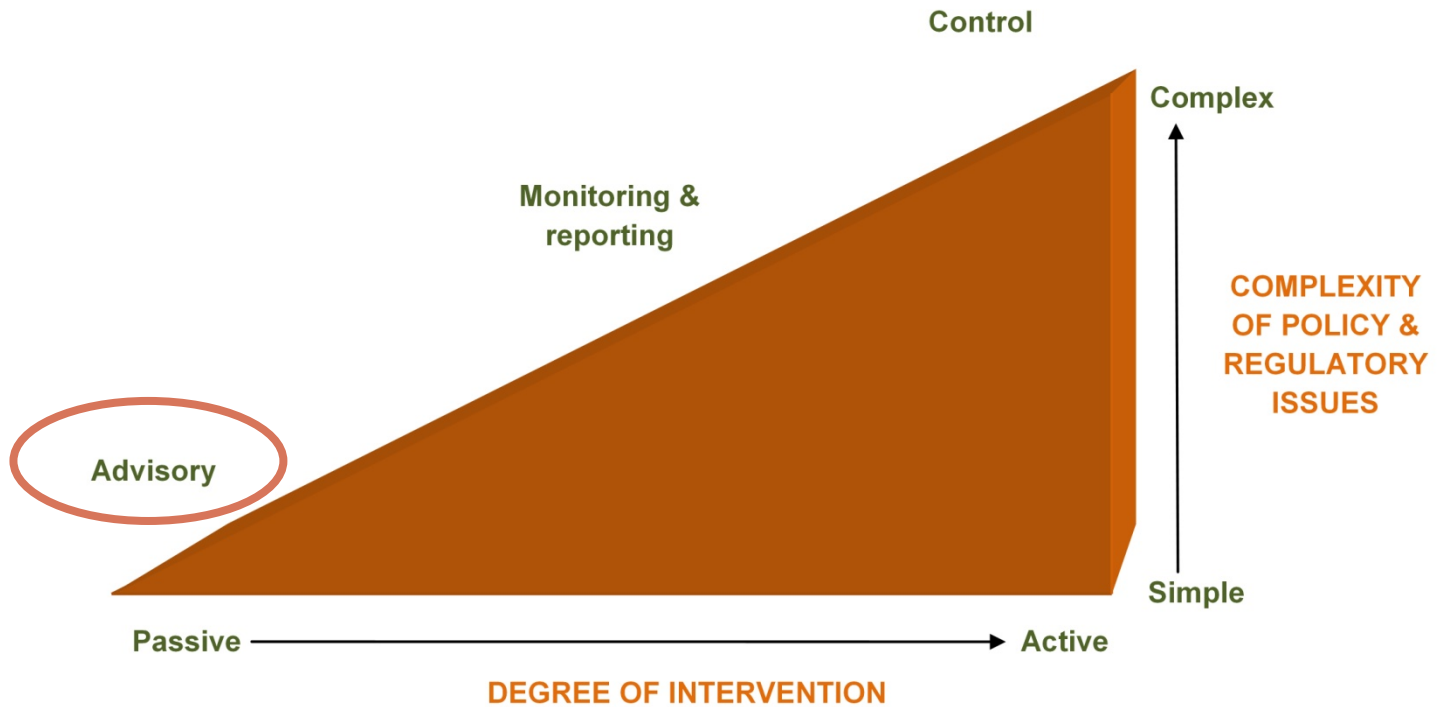 Control
Complex
Monitoring &
reporting
COMPLEXITY
OF POLICY &
REGULATORY
ISSUES
Advisory
Simple
Passive
Active
DEGREE OF INTERVENTION